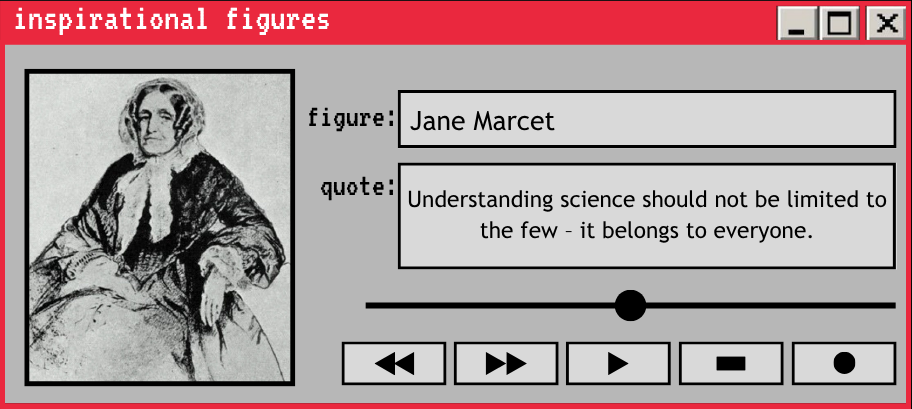 inspirational figures
figure: Jane Marcet
quote: Understanding science should not be limited to
the few – it belongs to everyone.